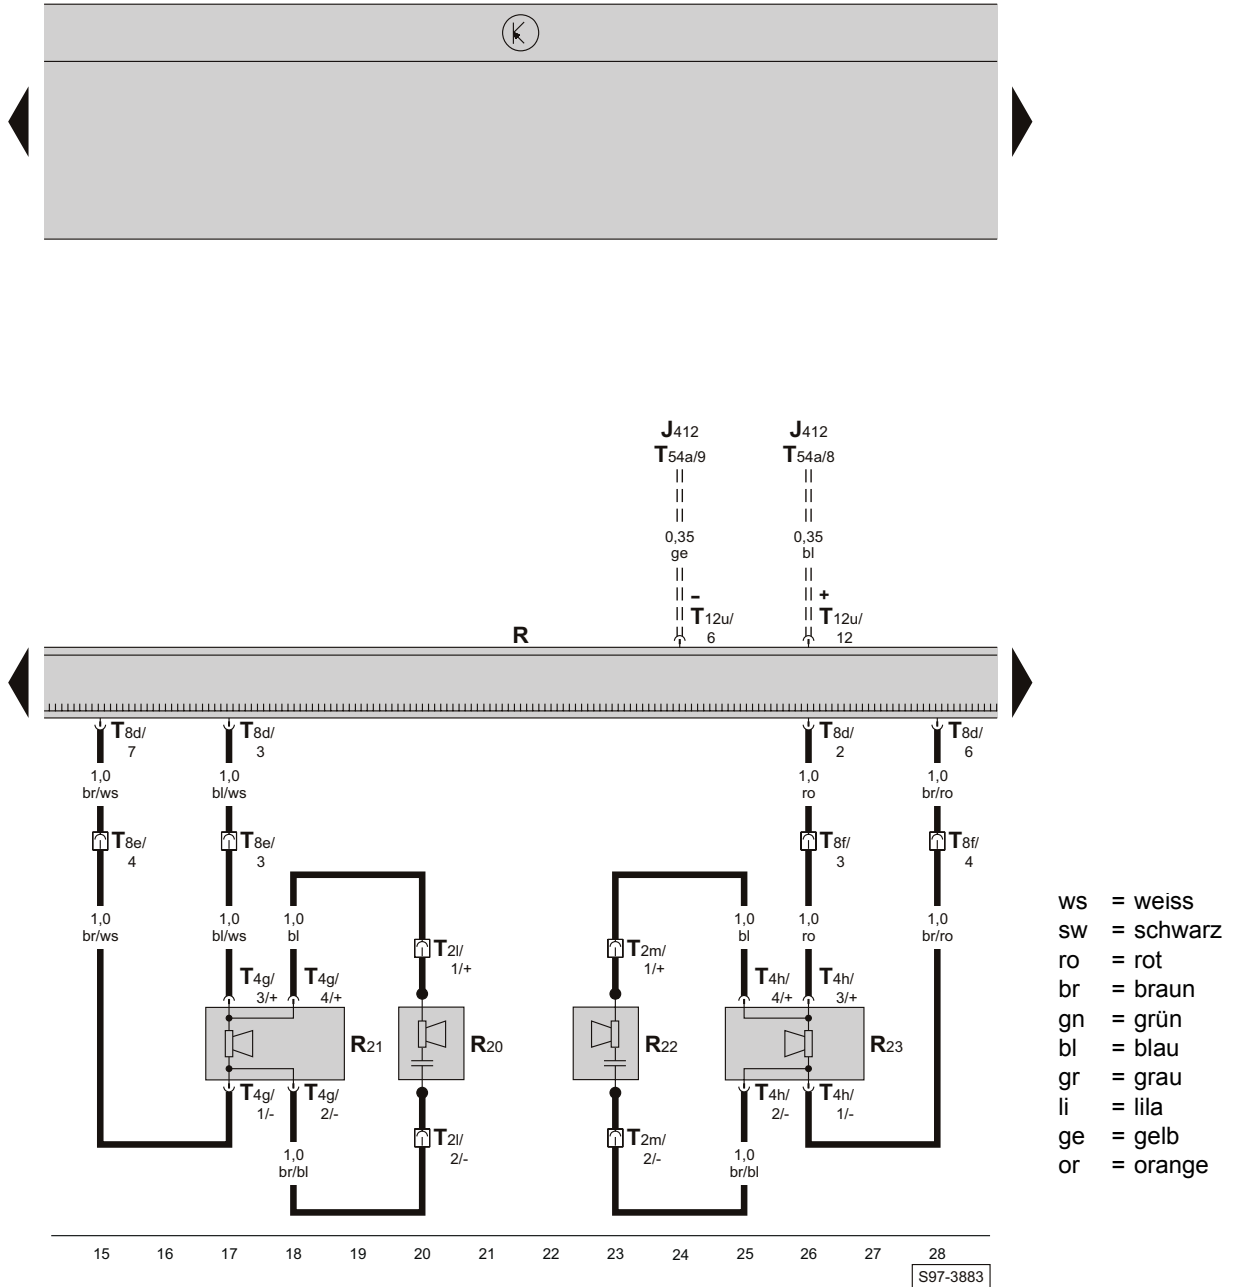 J412 J412
T54a/9 T54a/8
0,35 0,35
ge bl
- +
T12u/ T12u/
R 6 12
T8d/ T8d/ T8d/ T8d/
7 3 2 6
1,0 1,0 1,0 1,0
br/ws bl/ws ro br/ro
T8e/ T8e/ T8f/ T8f/
4 3 3 4
1,0 1,0 1,0 1,0 1,0 1,0
br/ws bl/ws bl bl ro br/ro
T2l/ T2m/
1/+ 1/+
T4g/ T4g/ T4h/ T4h/
3/+ 4/+ 4/+ 3/+
R21 R20 R22 R23
T4g/ T4g/ T4h/ T4h/
1/- 2/- 2/- 1/-
T2l/ T2m/
2/- 2/-
1,0 1,0
br/bl br/bl
15 16 17 18 19 20 21 22 23 24 25 26 27 28
S97-3883
ws = weiss
sw = schwarz
ro = rot
br = braun
gn = grün
bl = blau
gr = grau
li = lila
ge = gelb
or = orange